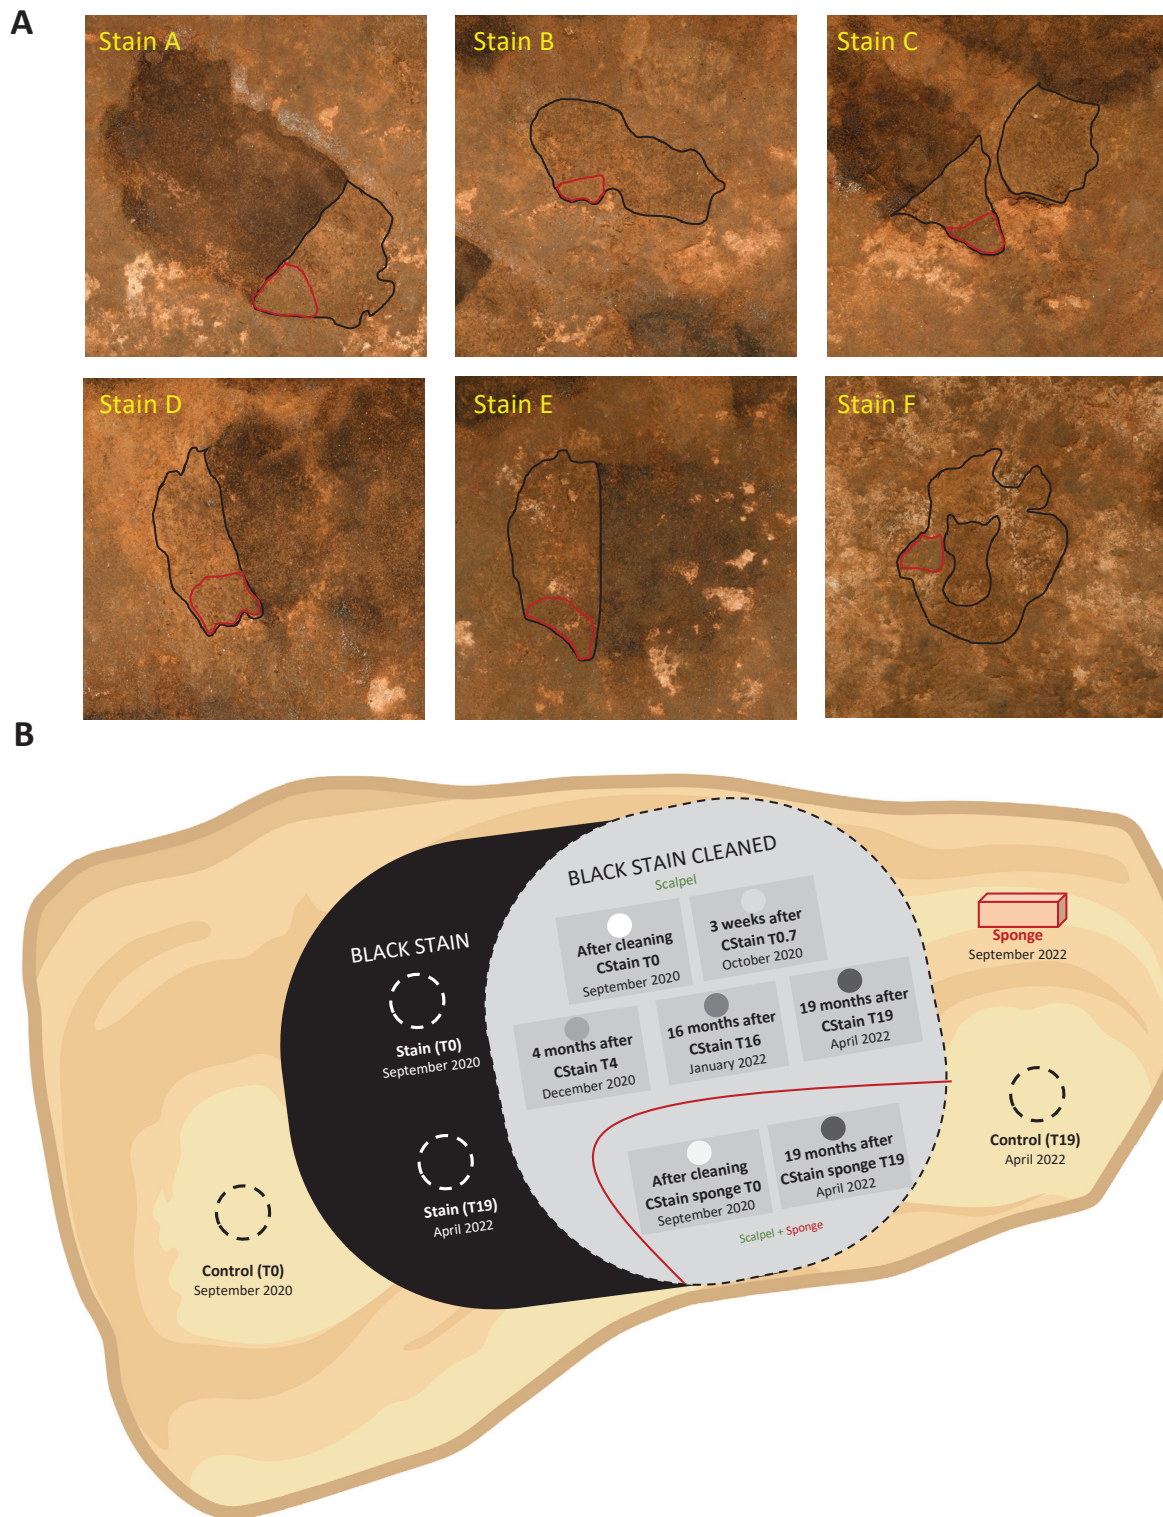 A
Stain A
Stain B
Stain C
Stain D
Stain E
Stain F
B
BLACK STAIN CLEANED
Scalpel
After cleaning
CStain T0
September 2020
3 weeks after
CStain T0.7
October 2020
BLACK STAIN
Stain (T0)
September 2020
4 months after
CStain T4
December 2020
16 months after
CStain T16
January 2022
19 months after
CStain T19
April 2022
Sponge
September 2022
Stain (T19)
April 2022
After cleaning
CStain sponge T0
September 2020
19 months after
CStain sponge T19
April 2022
Scalpel + Sponge
Control (T19)
April 2022
Control (T0)
September 2020